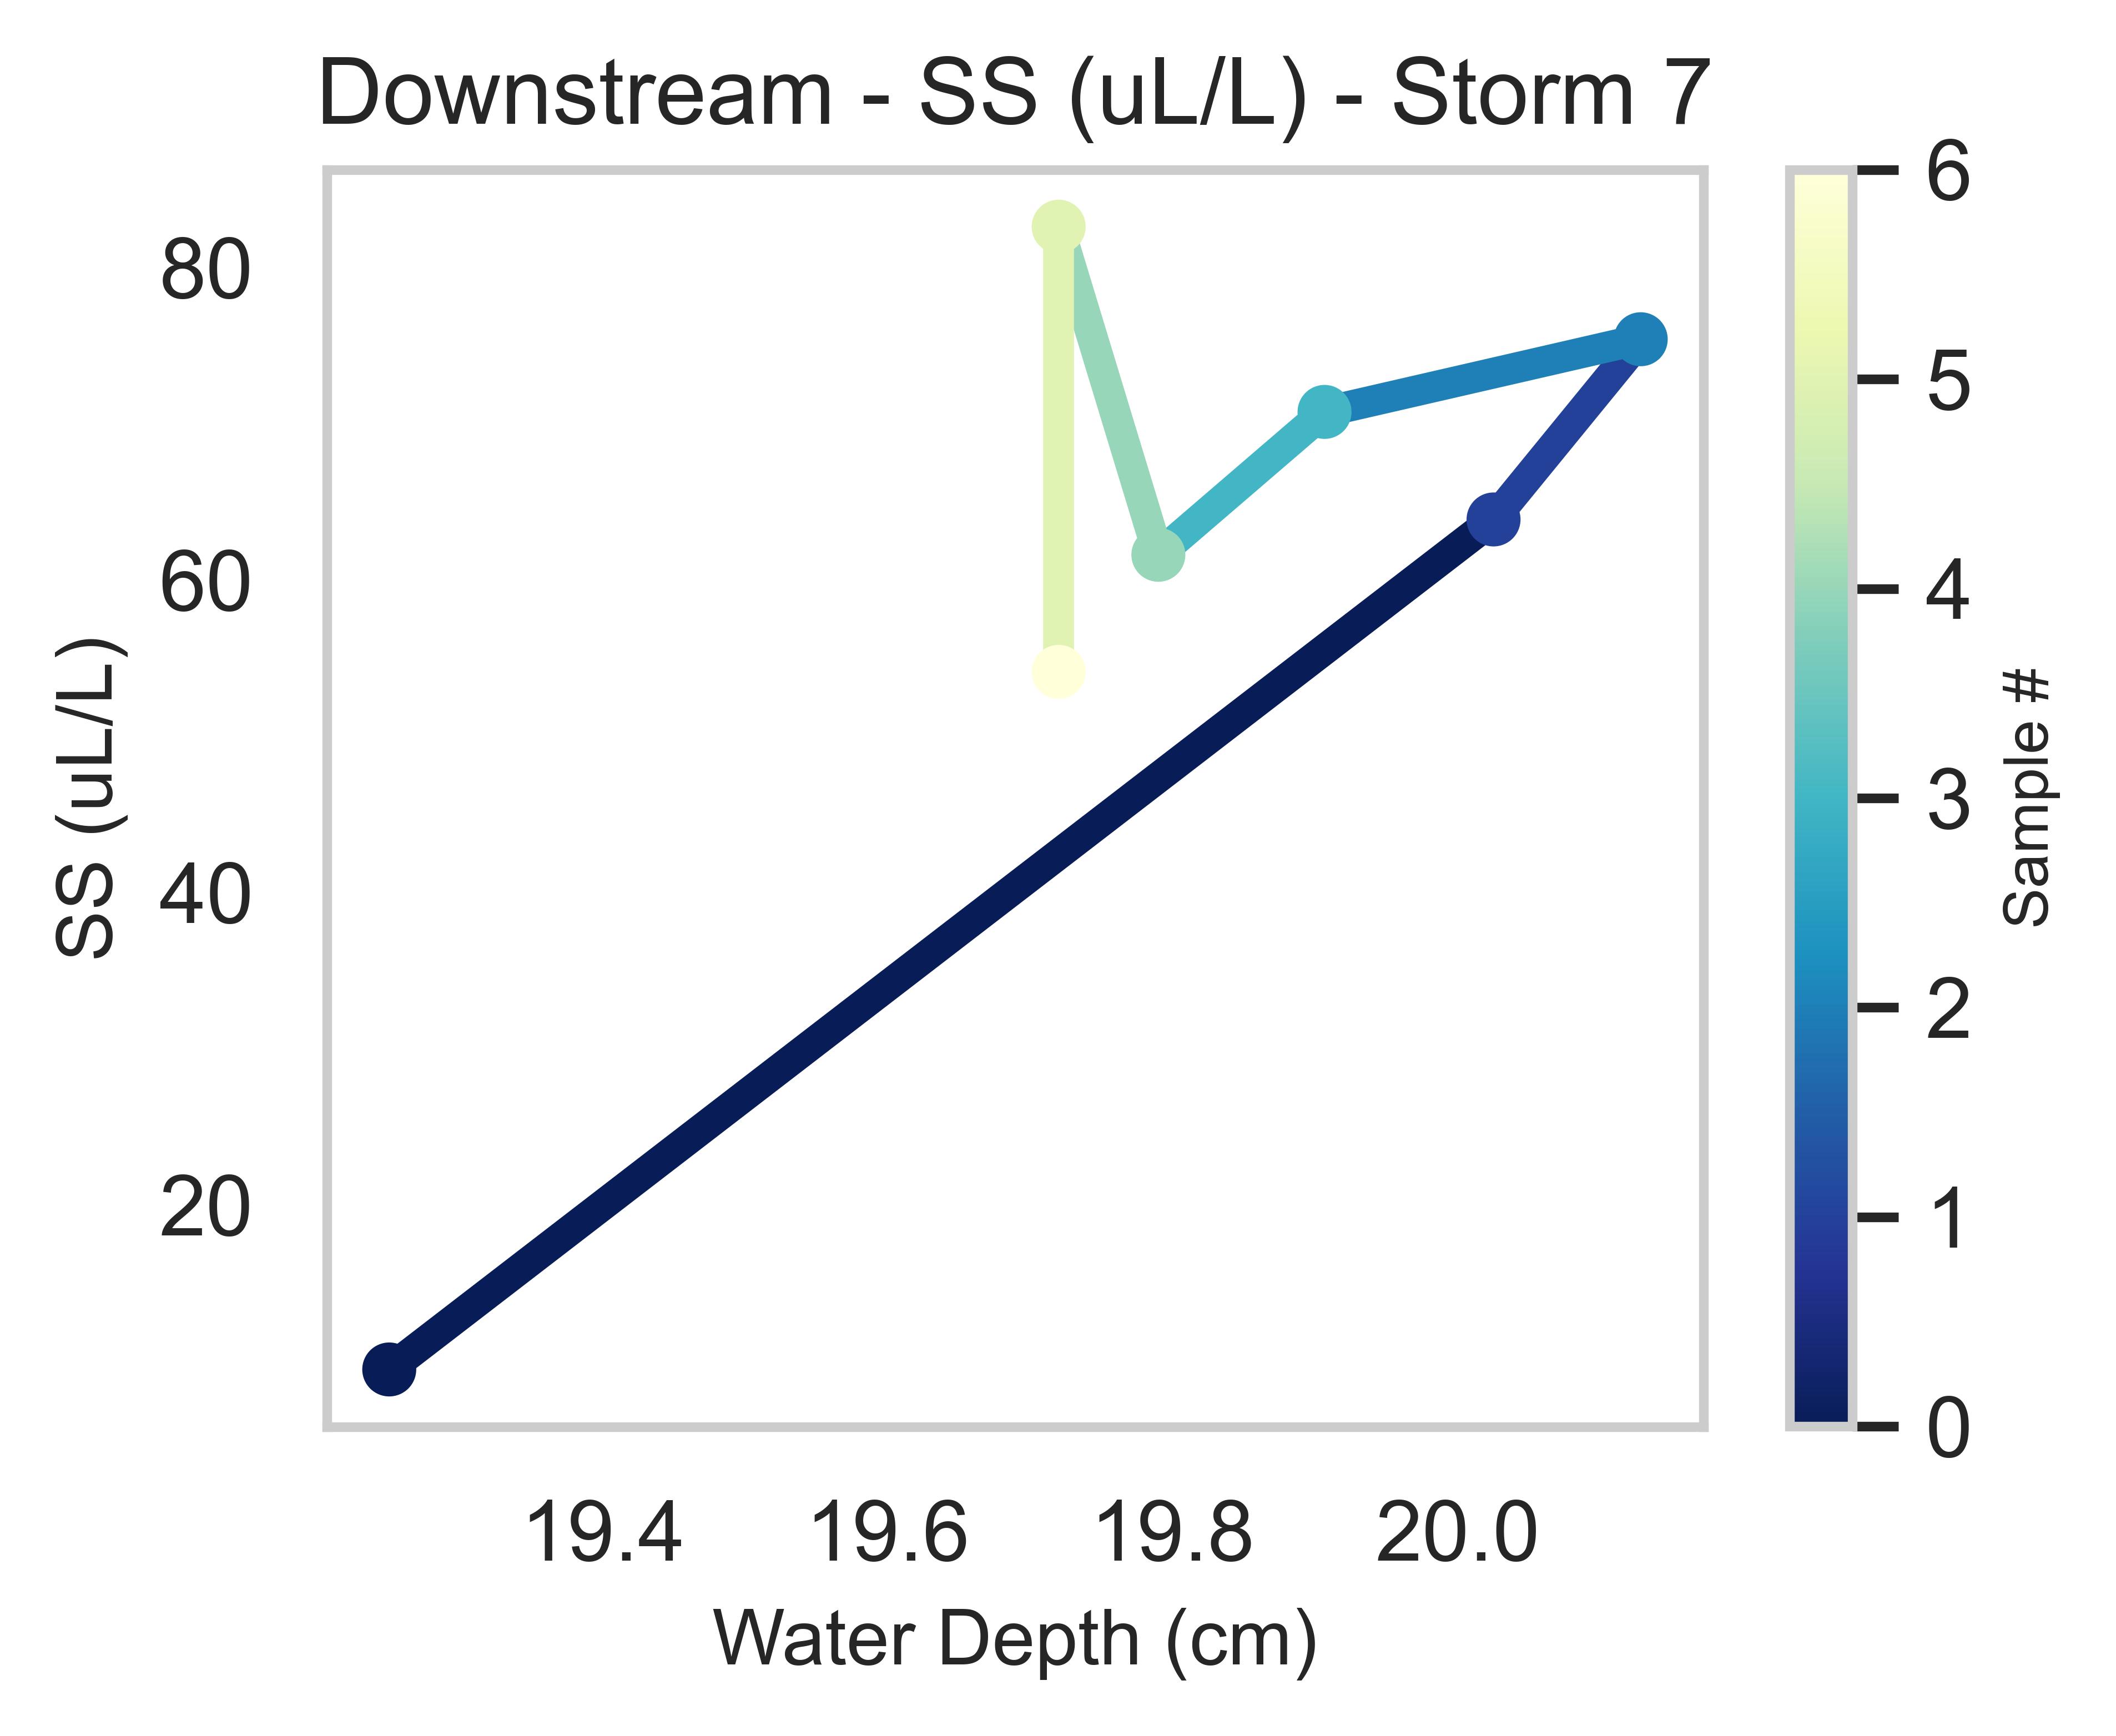 Downstream - SS (uL/L) - Storm 7
80
60
40
20
SS (uL/L)
19.4 19.6 19.8 20.0
Water Depth (cm)
6
5
4
3
2
1
0
Sample #